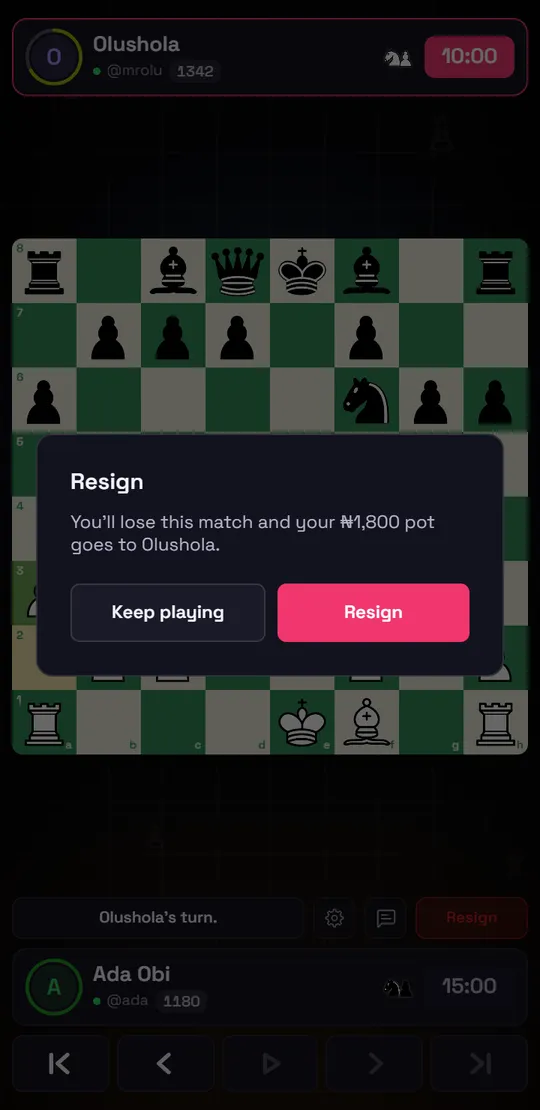 Olushola
O
@mrolu 1342
10:00
8
7
6
5
4
3
2
1
Resign
You'll lose this match and your ₦1,800 pot
goes to Olushola.
Keep playing
Resign
a b c d e f g h
Olushola's turn.
Resign
A
Ada Obi
@ada 1180
15:00